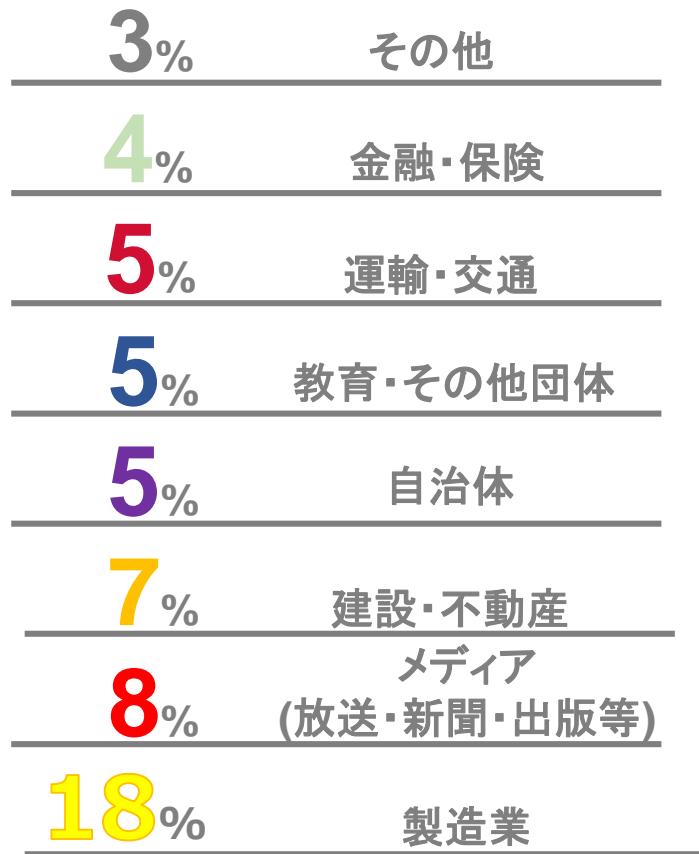 3% その他
4% 金融・保険
5% 運輸・交通
5% 教育・その他団体
5% 自治体
7% 建設・不動産
メディア
8% (放送・新聞・出版等)
18% 製造業